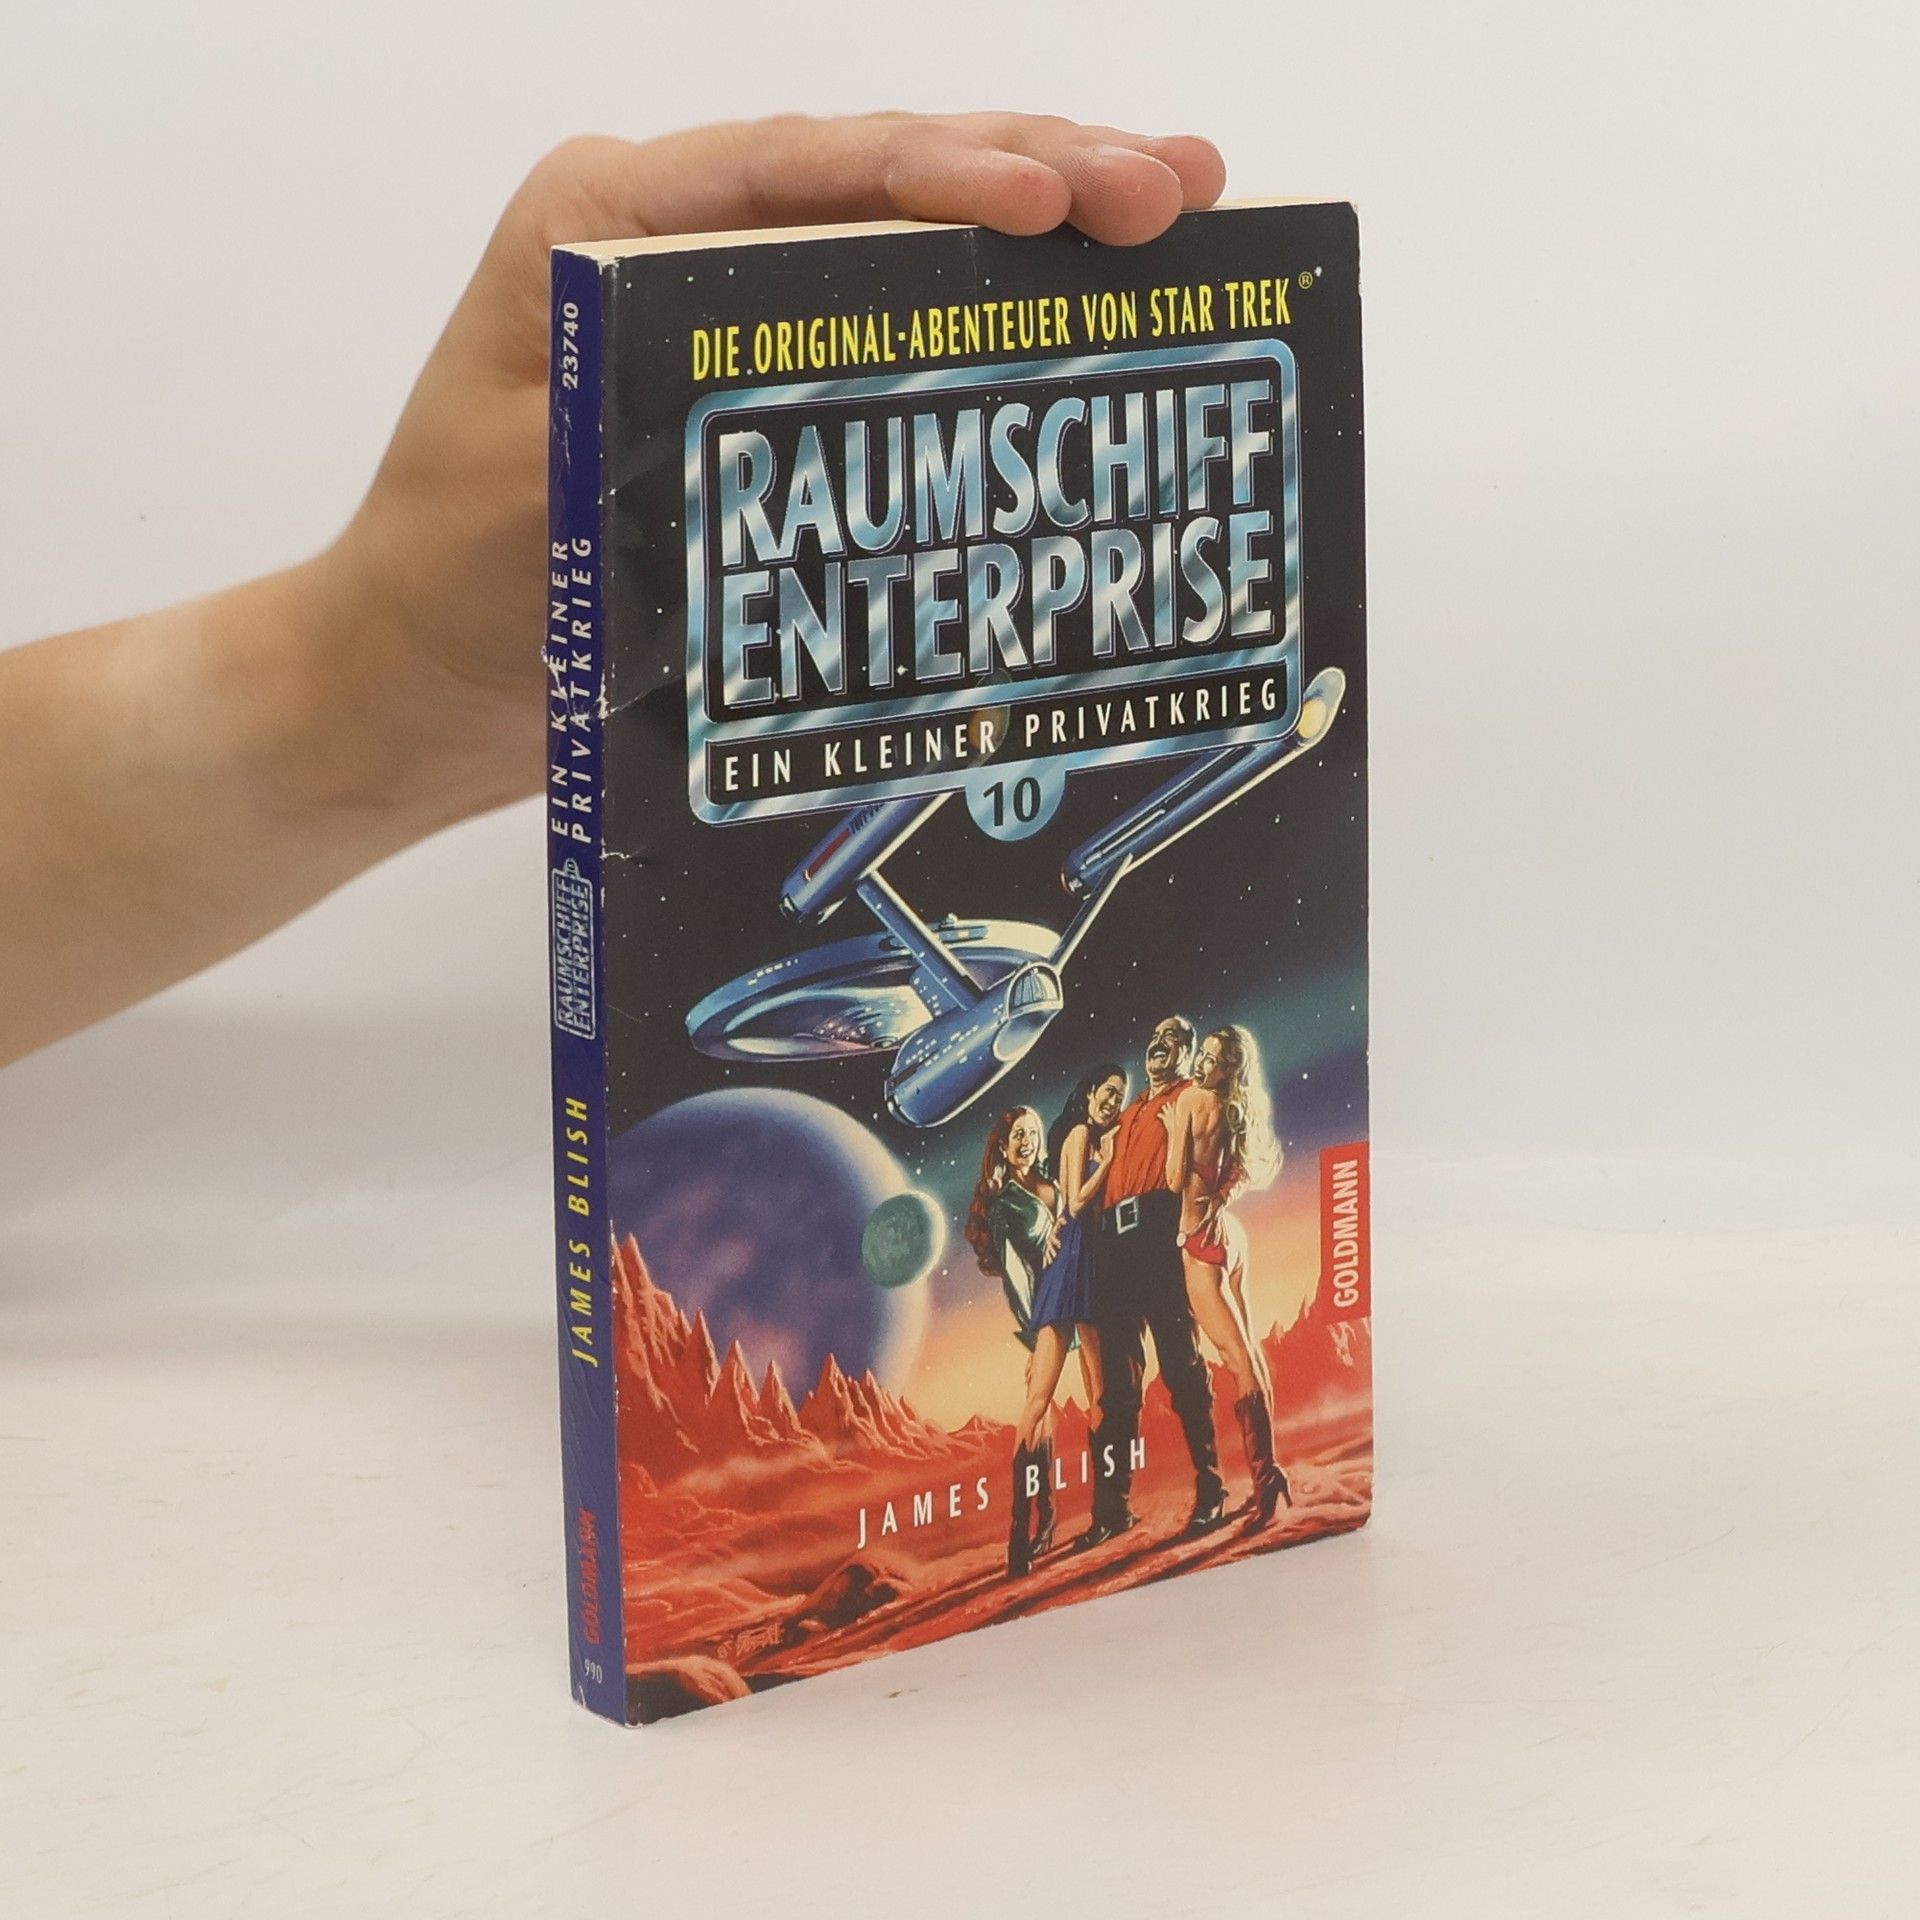 DIE ORIGINAL-ABENTEUER VON STAR TREK®
RAUMSCHIFF
ENTERPRISE
EIN KLEINER PRIVATKRIEG
10
GOLDMANN
JAMES BLISH
23740
EIN KLEINER
PRIVATKRIEG
RAUMSCHIFF
ENTERPRISE
10
JAMES BLISH
GOLDMANN
990